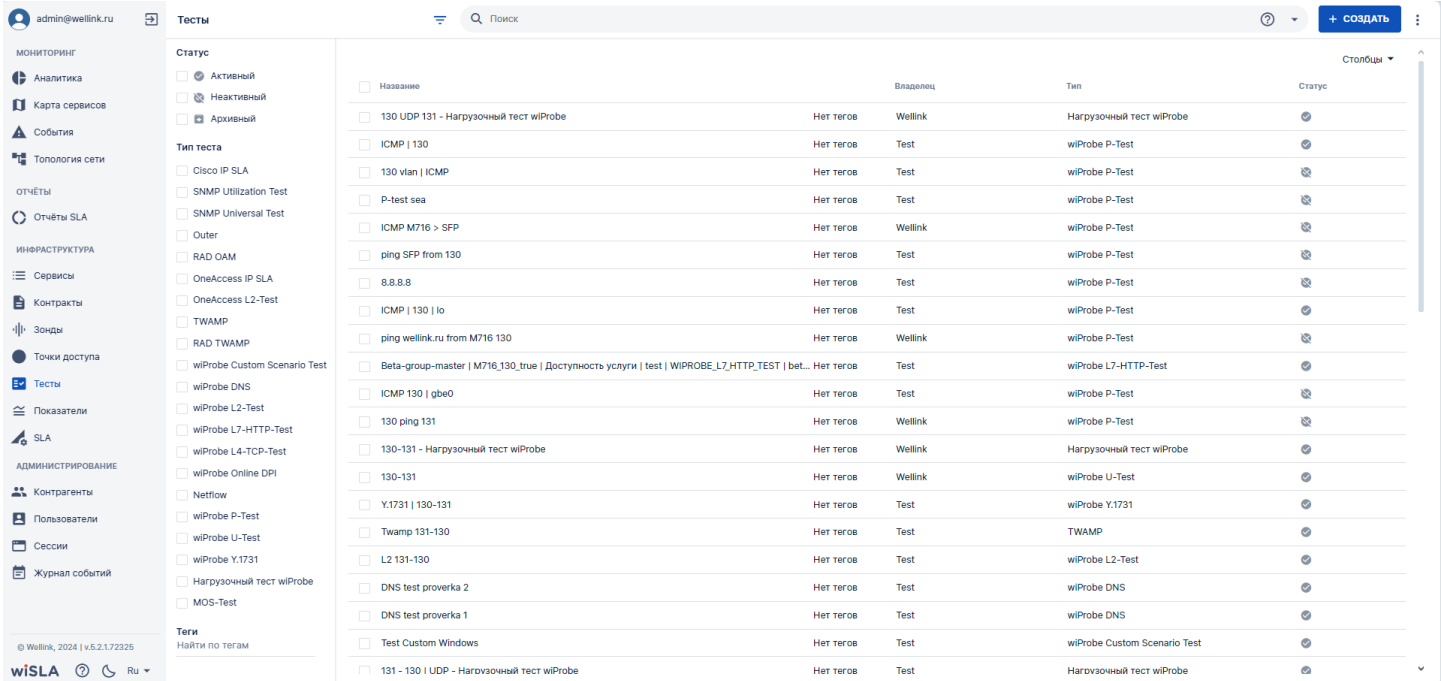 admin@wellink.ru
МОНИТОРИНГ
Аналитика
Карта сервисов
События
Топология сети
ОТЧЁТЫ
Отчёты SLA
ИНФРАСТРУКТУРА
Сервисы
Контракты
Зонды
Точки доступа
Тесты
Показатели
SLA
АДМИНИСТРИРОВАНИЕ
Контрагенты
Пользователи
Сессии
Журнал событий
© Wellink, 2024 | v.5.2.1.72325
wiSLA Ru
Тесты
Поиск
+ СОЗДАТЬ
Статус
Активный
Неактивный
Архивный
Тип теста
Cisco IP SLA
SNMP Utilization Test
SNMP Universal Test
Outer
RAD OAM
OneAccess IP SLA
OneAccess L2-Test
TWAMP
RAD TWAMP
wiProbe Custom Scenario Test
wiProbe DNS
wiProbe L2-Test
wiProbe L7-HTTP-Test
wiProbe L4-TCP-Test
wiProbe Online DPI
Netflow
wiProbe P-Test
wiProbe U-Test
wiProbe Y.1731
Нагрузочный тест wiProbe
MOS-Test
Теги
Найти по тегам
Столбцы
Название Владелец Тип Статус
130 UDP 131 - Нагрузочный тест wiProbe Нет тегов Wellink Нагрузочный тест wiProbe
ICMP | 130 Нет тегов Test wiProbe P-Test
130 vlan | ICMP Нет тегов Test wiProbe P-Test
P-test sea Нет тегов Test wiProbe P-Test
ICMP M716 > SFP Нет тегов Wellink wiProbe P-Test
ping SFP from 130 Нет тегов Test wiProbe P-Test
8.8.8.8 Нет тегов Test wiProbe P-Test
ICMP | 130 | lo Нет тегов Test wiProbe P-Test
ping wellink.ru from M716 130 Нет тегов Wellink wiProbe P-Test
Beta-group-master | M716_130_true | Доступность услуги | test | WIPROBE_L7_HTTP_TEST | bet... Нет тегов Test wiProbe L7-HTTP-Test
ICMP 130 | gbe0 Нет тегов Test wiProbe P-Test
130 ping 131 Нет тегов Wellink wiProbe P-Test
130-131 - Нагрузочный тест wiProbe Нет тегов Wellink Нагрузочный тест wiProbe
130-131 Нет тегов Wellink wiProbe U-Test
Y.1731 | 130-131 Нет тегов Test wiProbe Y.1731
Twamp 131-130 Нет тегов Test TWAMP
L2 131-130 Нет тегов Test wiProbe L2-Test
DNS test proverka 2 Нет тегов Test wiProbe DNS
DNS test proverka 1 Нет тегов Test wiProbe DNS
Test Custom Windows Нет тегов Test wiProbe Custom Scenario Test
131 - 130 | UDP - Нагрузочный тест wiProbe Нет тегов Test Нагрузочный тест wiProbe